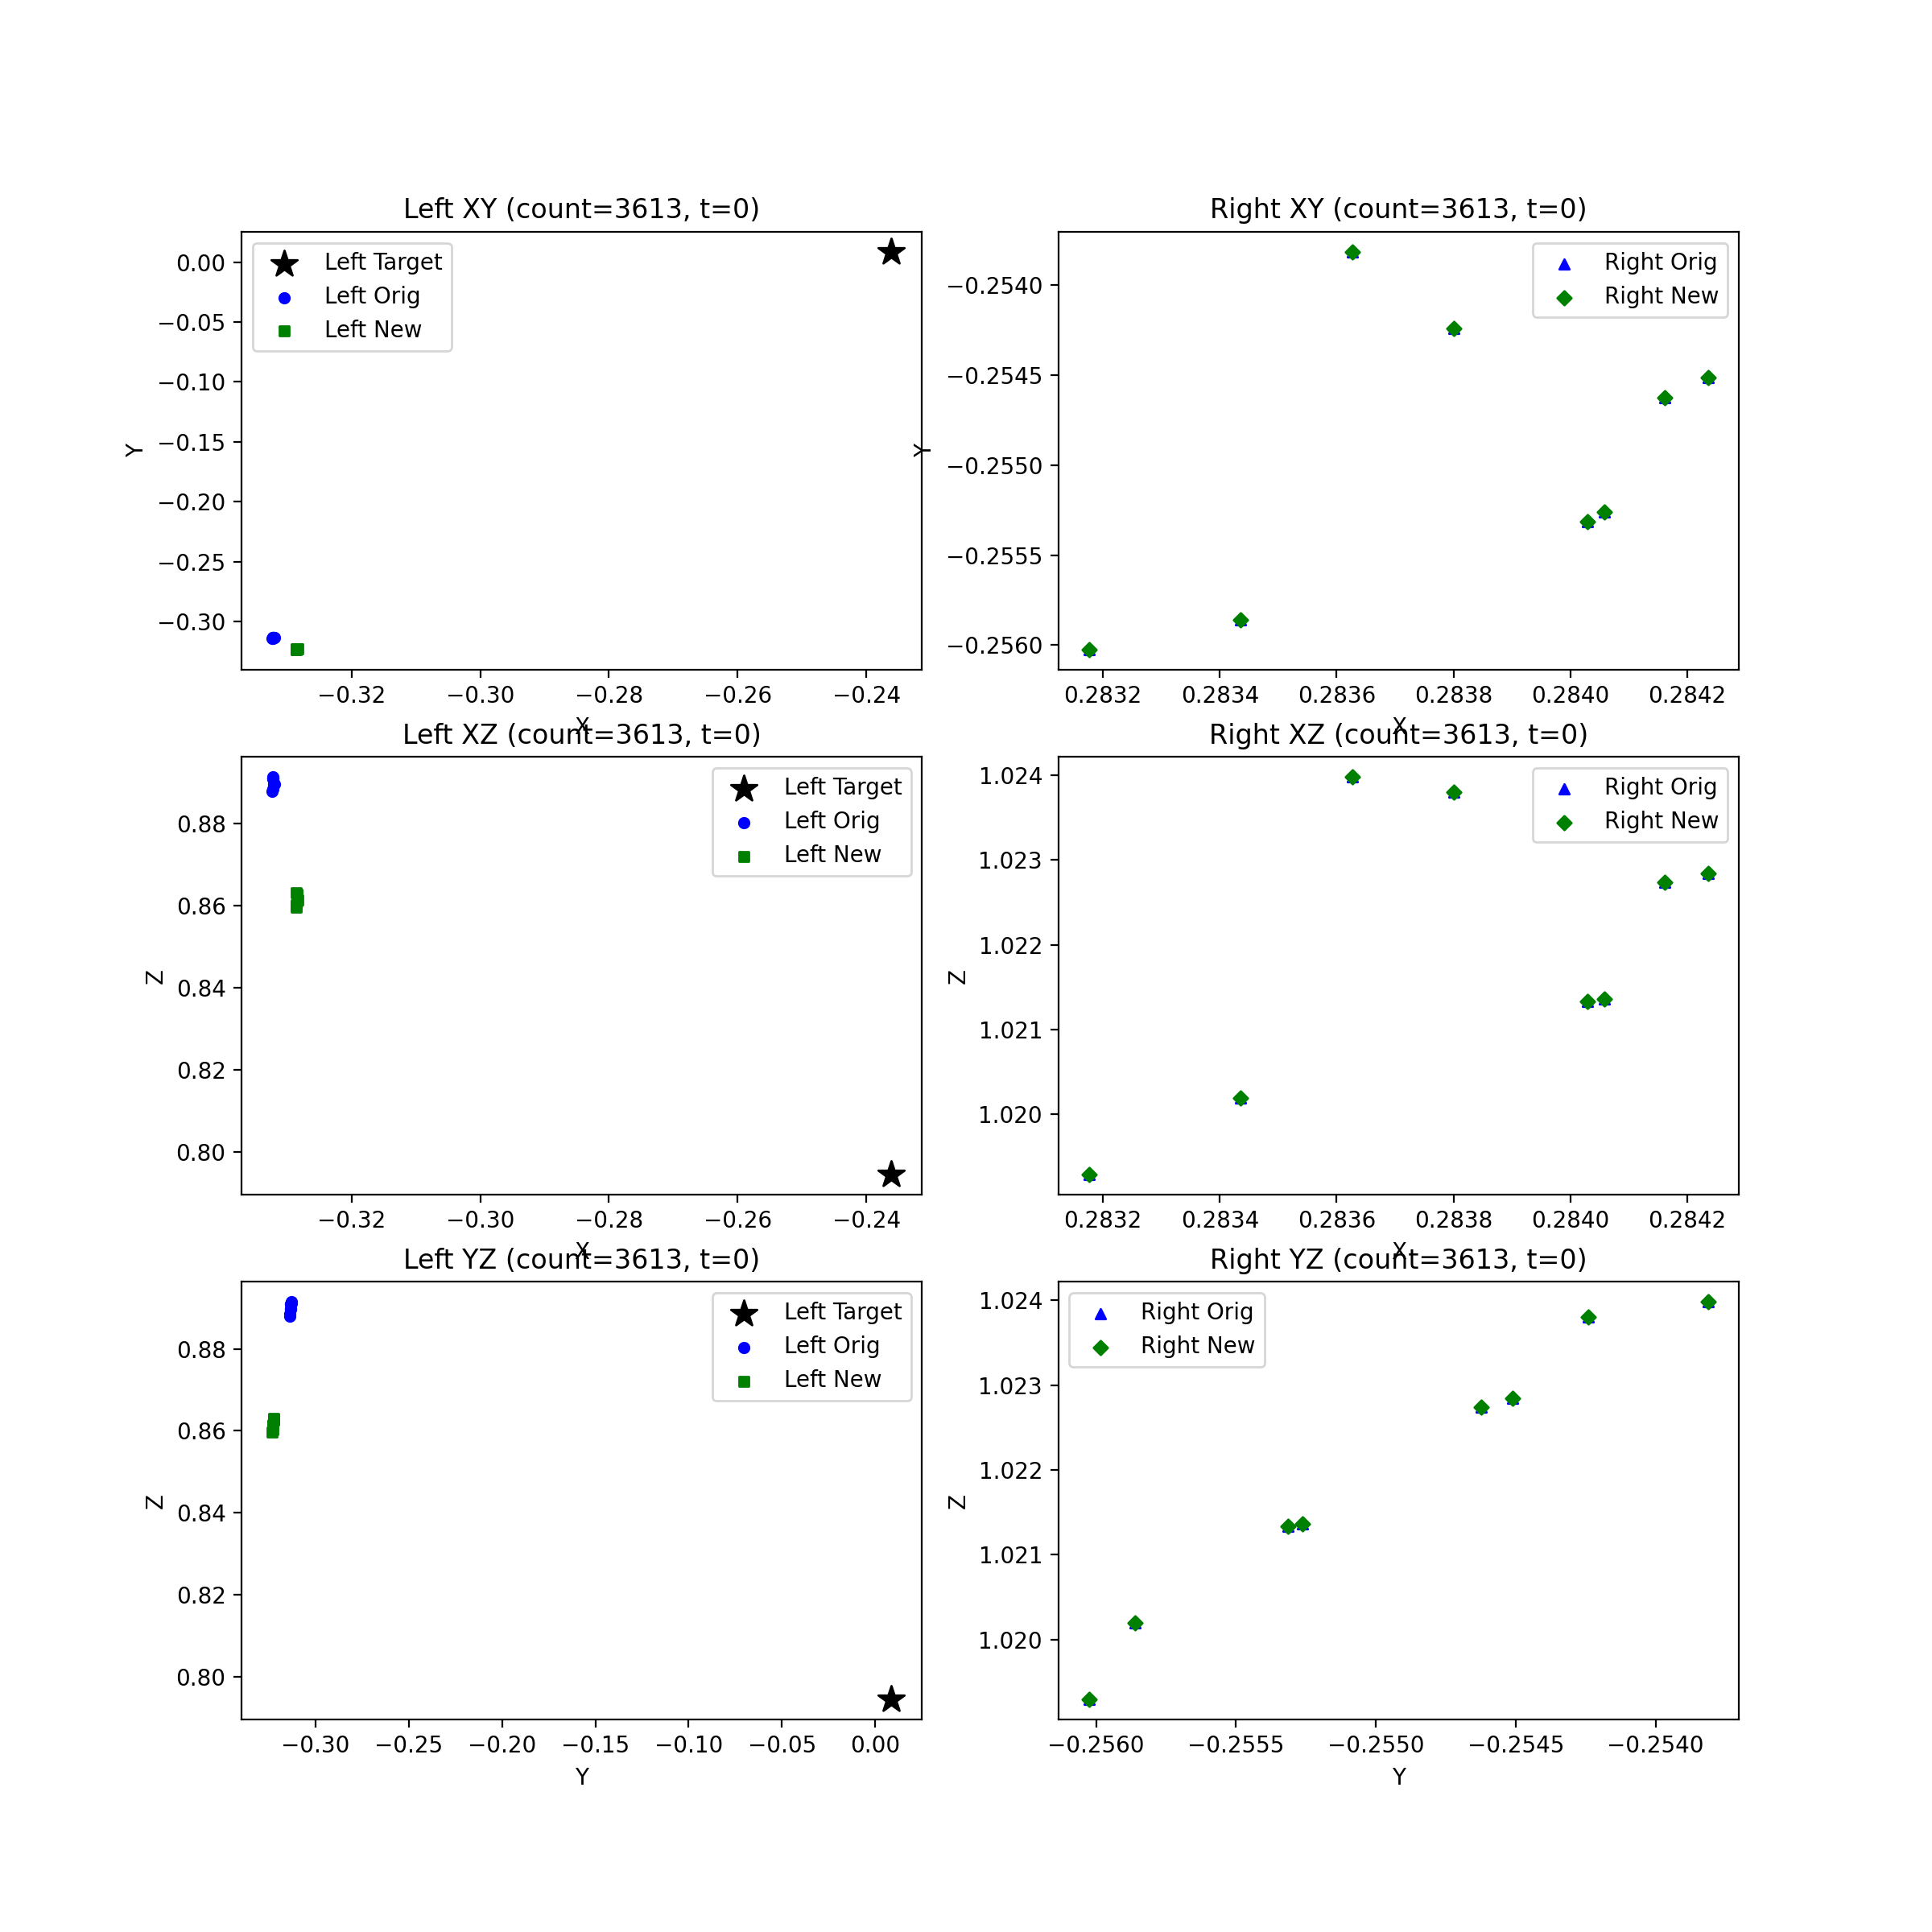 Left XY (count=3613, t=0)
Left Target
Left Orig
Left New
0.00
−0.05
−0.10
−0.15
−0.20
−0.25
−0.30
Y
−0.32
−0.30
−0.28
−0.26
−0.24
X
Right XY (count=3613, t=0)
Right Orig
Right New
−0.2540
−0.2545
−0.2550
−0.2555
−0.2560
Y
0.2832
0.2834
0.2836
0.2838
0.2840
0.2842
X
Left XZ (count=3613, t=0)
Left Target
Left Orig
Left New
0.88
0.86
0.84
0.82
0.80
Z
−0.32
−0.30
−0.28
−0.26
−0.24
X
Right XZ (count=3613, t=0)
Right Orig
Right New
1.024
1.023
1.022
1.021
1.020
Z
0.2832
0.2834
0.2836
0.2838
0.2840
0.2842
X
Left YZ (count=3613, t=0)
Left Target
Left Orig
Left New
0.88
0.86
0.84
0.82
0.80
Z
−0.30
−0.25
−0.20
−0.15
−0.10
−0.05
0.00
Y
Right YZ (count=3613, t=0)
Right Orig
Right New
1.024
1.023
1.022
1.021
1.020
Z
−0.2560
−0.2555
−0.2550
−0.2545
−0.2540
Y